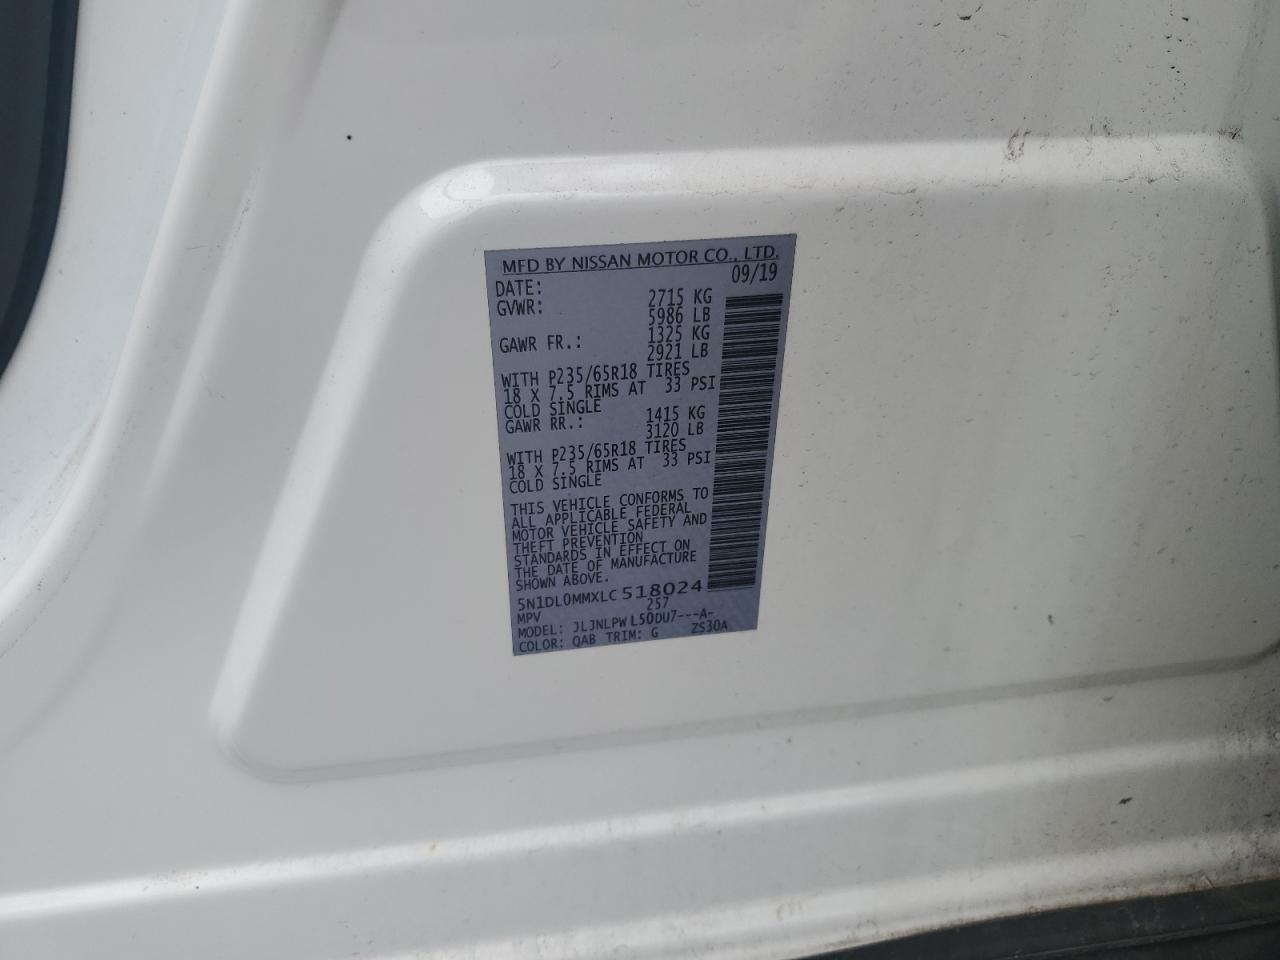 MFD BY NISSAN MOTOR CO., LTD.
DATE: 09/19
GVWR: 2715 KG
5986 LB
GAWR FR.: 1325 KG
2921 LB
WITH P235/65R18 TIRES
18 X 7.5 RIMS AT 33 PSI
COLD SINGLE
GAWR RR.: 1415 KG
3120 LB
WITH P235/65R18 TIRES
18 X 7.5 RIMS AT 33 PSI
COLD SINGLE
THIS VEHICLE CONFORMS TO
ALL APPLICABLE FEDERAL
MOTOR VEHICLE SAFETY AND
THEFT PREVENTION
STANDARDS IN EFFECT ON
THE DATE OF MANUFACTURE
SHOWN ABOVE.
5N1DL0MMXLC518024
MPV 257
MODEL: JLJNLPWL50DU7---A-
COLOR: QAB TRIM: G ZS30A